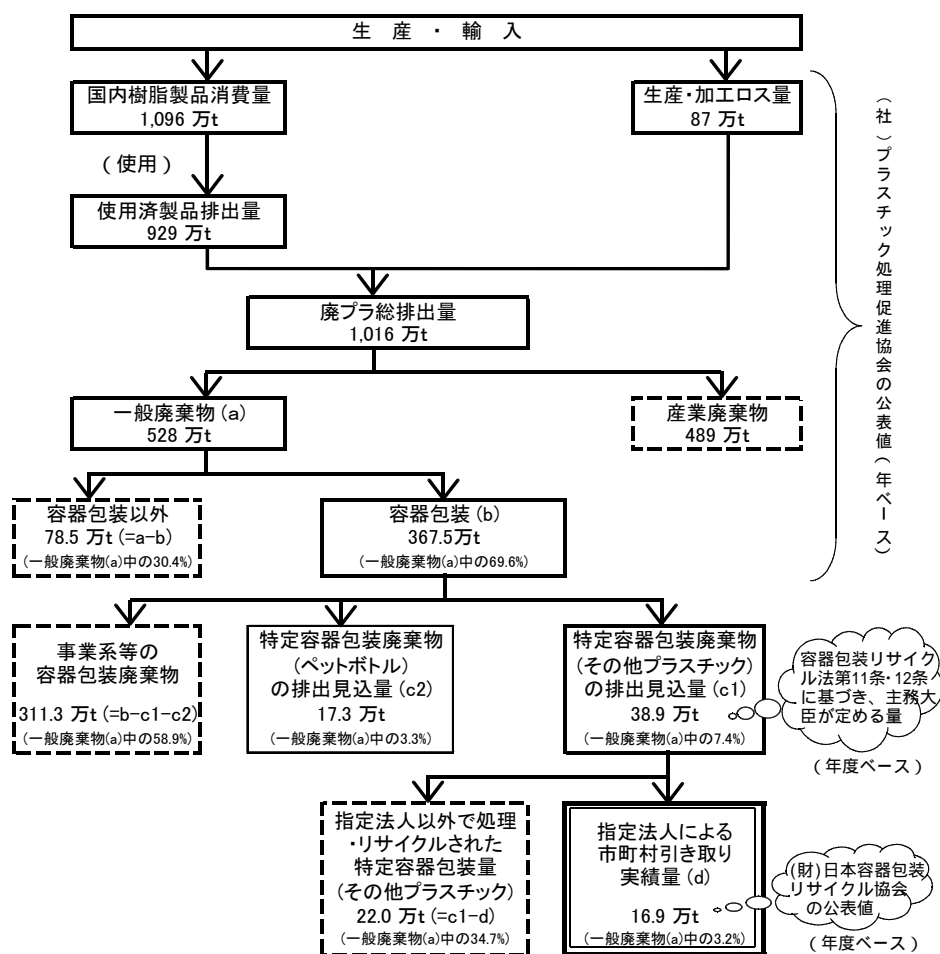 生 産 ・ 輸 入
国内樹脂製品消費量
1,096 万t
生産・加工ロス量
87 万t
（使用）
使用済製品排出量
929 万t
廃プラ総排出量
1,016 万t
（社）プラスチック処理促進協会の公表値（年ベース）
一般廃棄物(a)
528 万t
産業廃棄物
489 万t
容器包装以外
78.5 万t (=a-b)
(一般廃棄物(a)中の30.4%)
容器包装(b)
367.5万t
(一般廃棄物(a)中の69.6%)
事業系等の
容器包装廃棄物
311.3 万t (=b-c1-c2)
(一般廃棄物(a)中の58.9%)
特定容器包装廃棄物
(ペットボトル)
の排出見込量(c2)
17.3 万t
(一般廃棄物(a)中の3.3%)
特定容器包装廃棄物
(その他プラスチック)
の排出見込量(c1)
38.9 万t
(一般廃棄物(a)中の7.4%)
容器包装リサイク
ル法第11条・12条
に基づき、主務大
臣が定める量
（年度ベース）
指定法人以外で処理
・リサイクルされた
特定容器包装量
(その他プラスチック)
22.0 万t (=c1-d)
(一般廃棄物(a)中の34.7%)
指定法人による
市町村引き取り
実績量(d)
16.9 万t
(一般廃棄物(a)中の3.2%)
(財)日本容器包装
リサイクル協会
の公表値
（年度ベース）